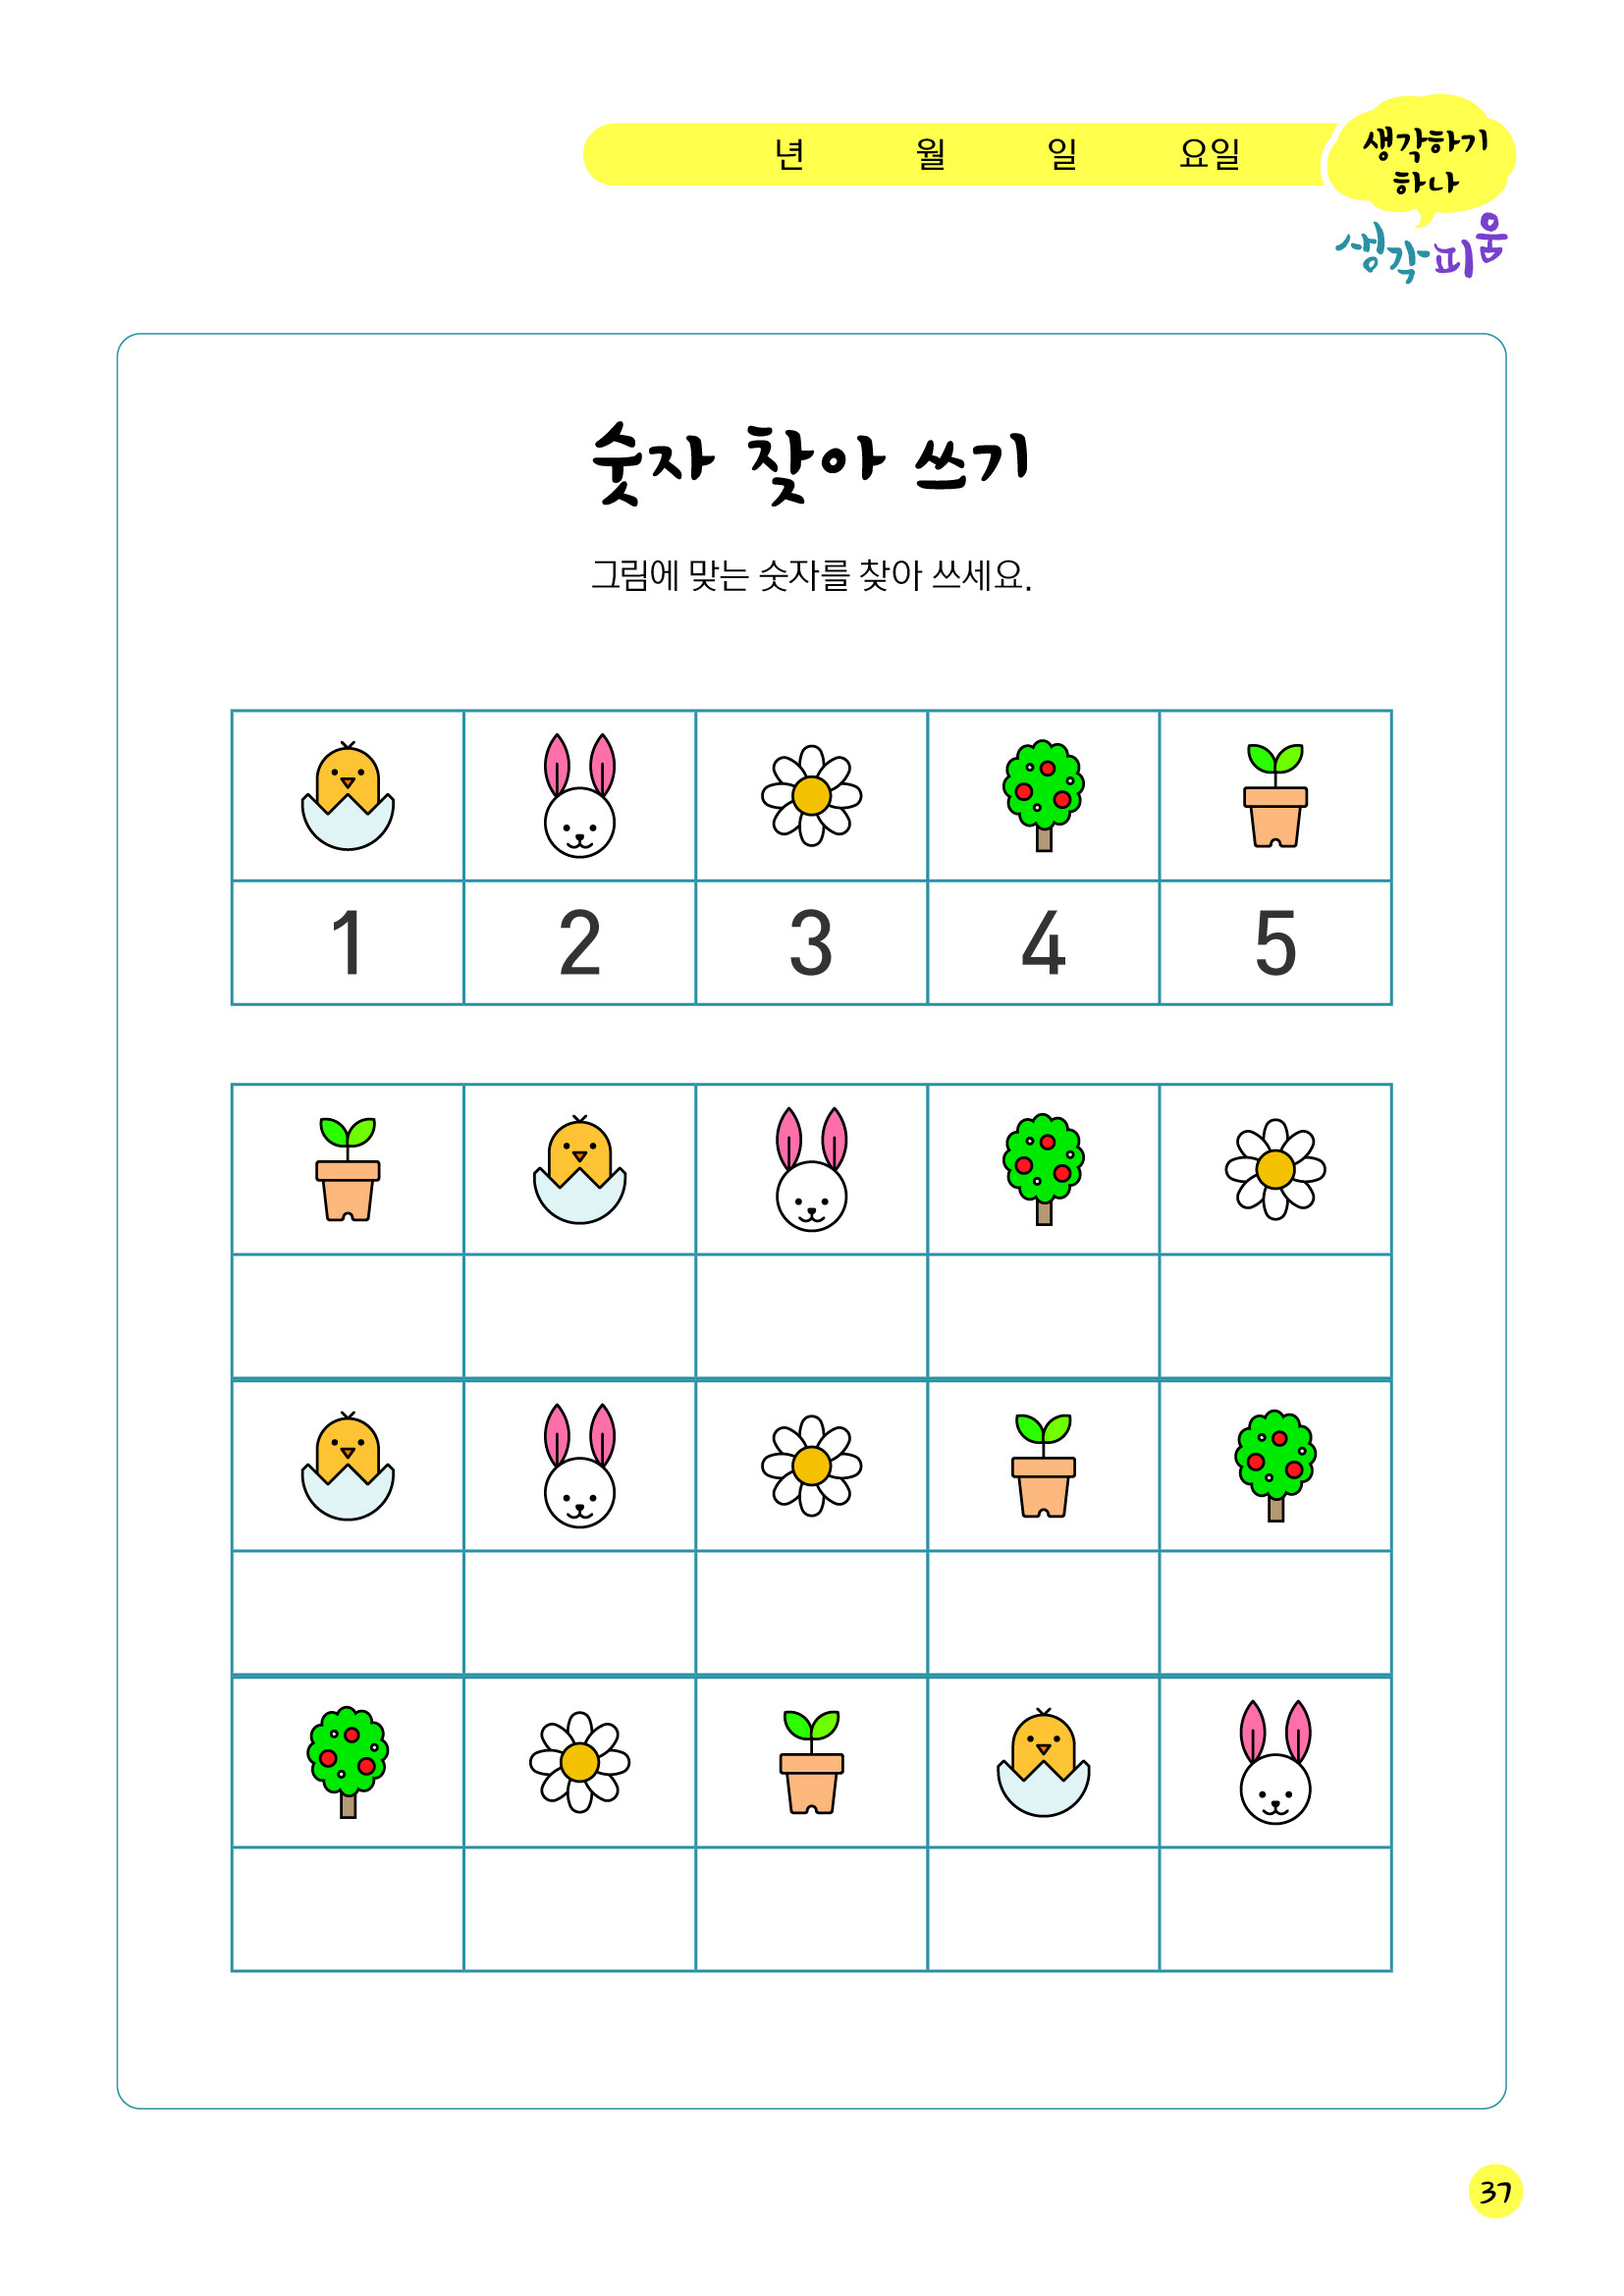 년 월 일 요일
생각하기
하나
생각피움
숫자 찾아 쓰기
그림에 맞는 숫자를 찾아 쓰세요.
1 2 3 4 5
37